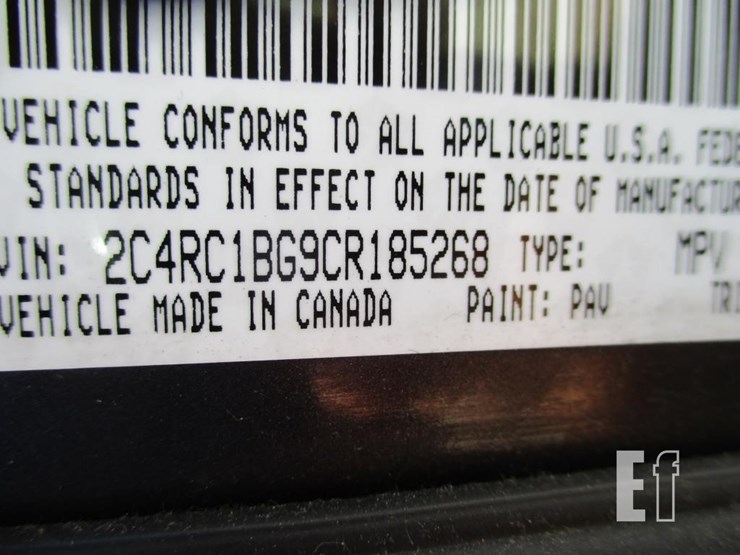 VEHICLE CONFORMS TO ALL APPLICABLE U.S.A.
STANDARDS IN EFFECT ON THE DATE OF
VIN: 2C4RC1BG9CR185268 TYPE: MPV
VEHICLE MADE IN CANADA PAINT: PAV
Ef